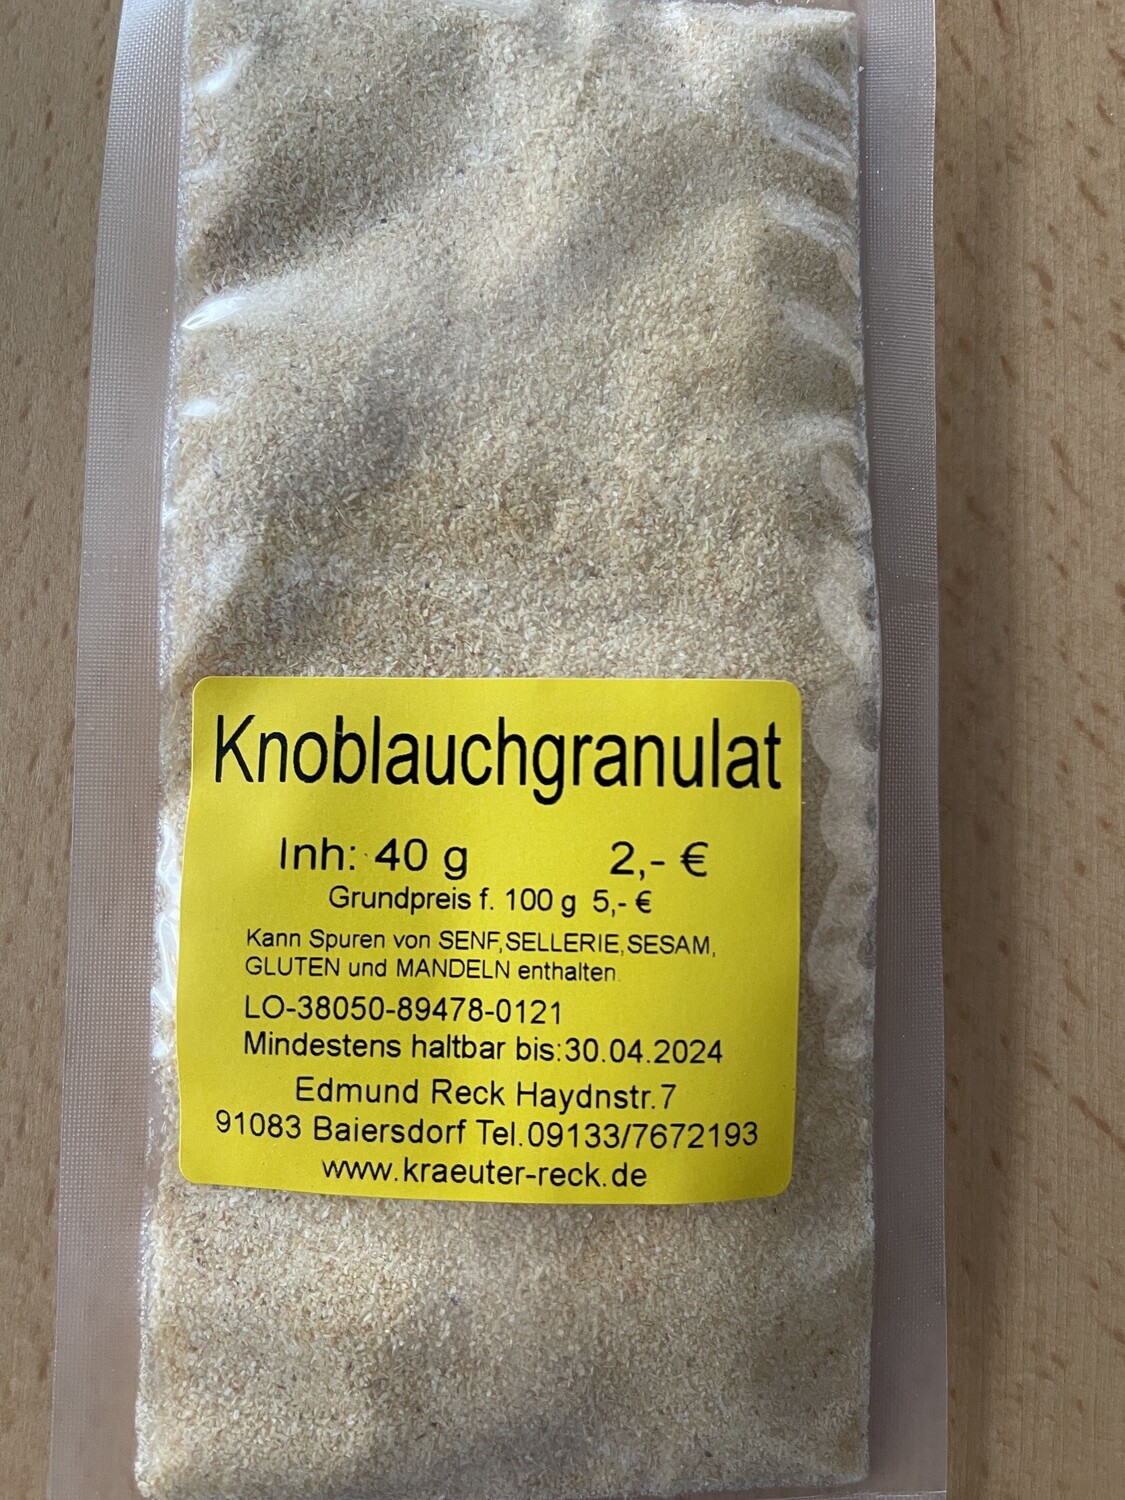 Knoblauchgranulat
Inh: 40 g 2,- €
Grundpreis f. 100 g 5,- €
Kann Spuren von SENF,SELLERIE,SESAM,
GLUTEN und MANDELN enthalten.
LO-38050-89478-0121
Mindestens haltbar bis:30.04.2024
Edmund Reck Haydnstr.7
91083 Baiersdorf Tel.09133/7672193
www.kraeuter-reck.de